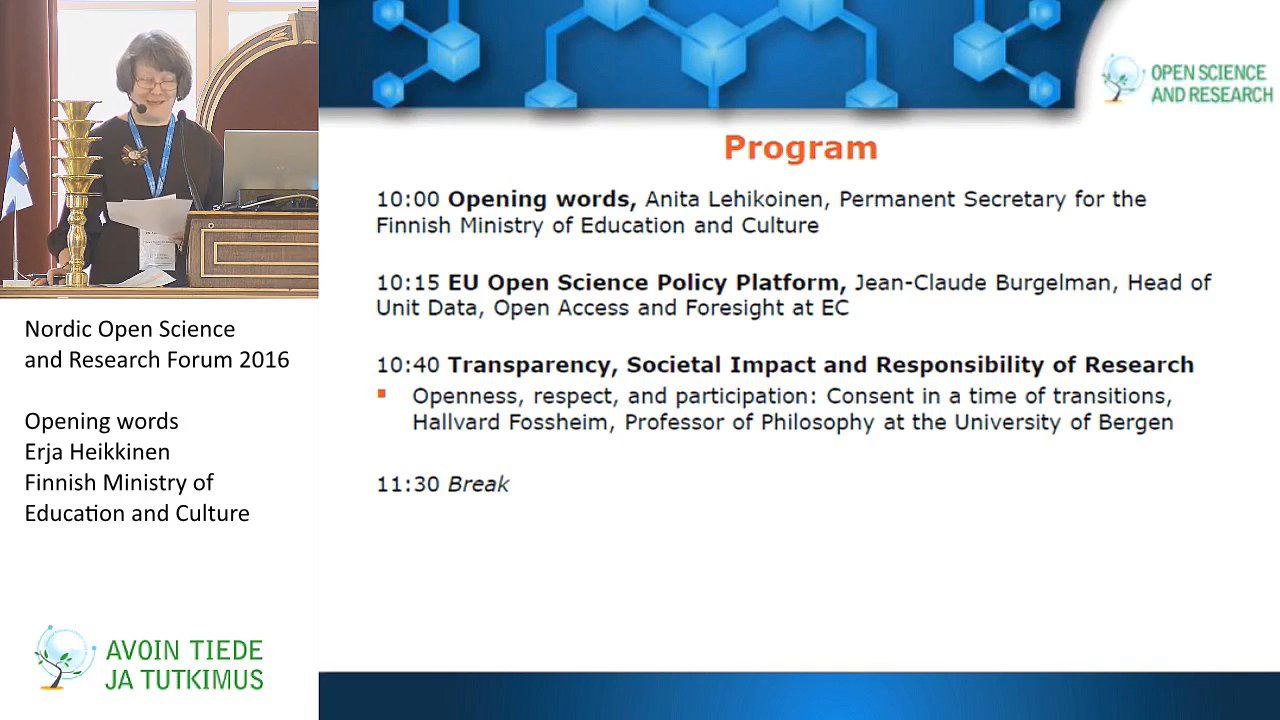 Nordic Open Science
and Research Forum 2016
Opening words
Erja Heikkinen
Finnish Ministry of
Education and Culture
AVOIN TIEDE
JA TUTKIMUS
OPEN SCIENCE
AND RESEARCH
Program
10:00 Opening words, Anita Lehikoinen, Permanent Secretary for the
Finnish Ministry of Education and Culture
10:15 EU Open Science Policy Platform, Jean-Claude Burgelman, Head of
Unit Data, Open Access and Foresight at EC
10:40 Transparency, Societal Impact and Responsibility of Research
▪ Openness, respect, and participation: Consent in a time of transitions,
Hallvard Fossheim, Professor of Philosophy at the University of Bergen
11:30 Break